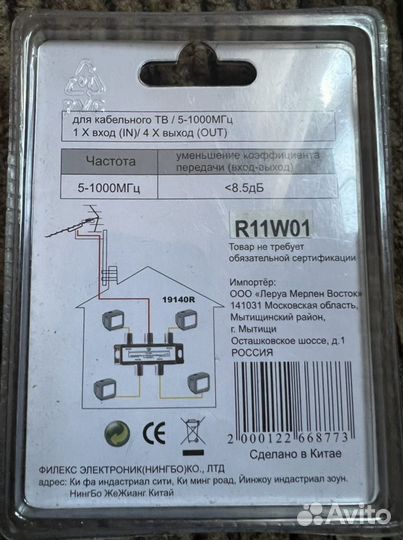 PVC
для кабельного ТВ / 5-1000МГц
1 X вход (IN)/ 4 X выход (OUT)
Частота
уменьшение коэффициента
передачи (вход-выход)
5-1000МГц
<8.5дБ
19140R
R11W01
Товар не требует
обязательной сертификации
Импортёр:
ООО «Леруа Мерлен Восток»
141031 Московская область,
Мытищинский район,
г. Мытищи
Осташковское шоссе, д.1
РОССИЯ
2 000122 668773
Сделано в Китае
CE
ФИЛЕКС ЭЛЕКТРОНИК(НИНГБО)КО., ЛТД
адрес: Ки фа индастриал сити, Ки минг роад, Йинжоу индастриал зоун.
НингБо ЖеЖианг Китай
Avito